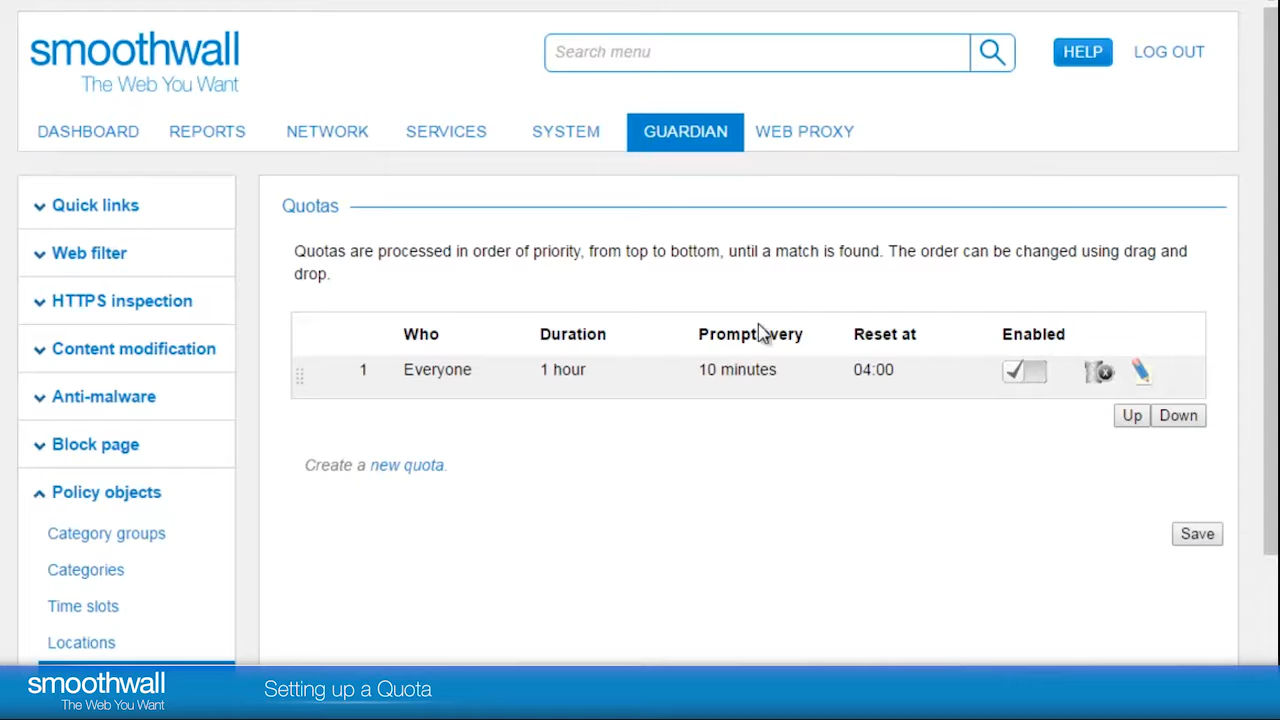 smoothwall
The Web You Want
Search menu
HELP
LOG OUT
DASHBOARD REPORTS NETWORK SERVICES SYSTEM GUARDIAN WEB PROXY
Quick links
Web filter
HTTPS inspection
Content modification
Anti-malware
Block page
Policy objects
Category groups
Categories
Time slots
Locations
Quotas
Quotas are processed in order of priority, from top to bottom, until a match is found. The order can be changed using drag and
drop.
Who Duration Prompt every Reset at Enabled
1 Everyone 1 hour 10 minutes 04:00
Up Down
Create a new quota.
Save
smoothwall
The Web You Want
Setting up a Quota